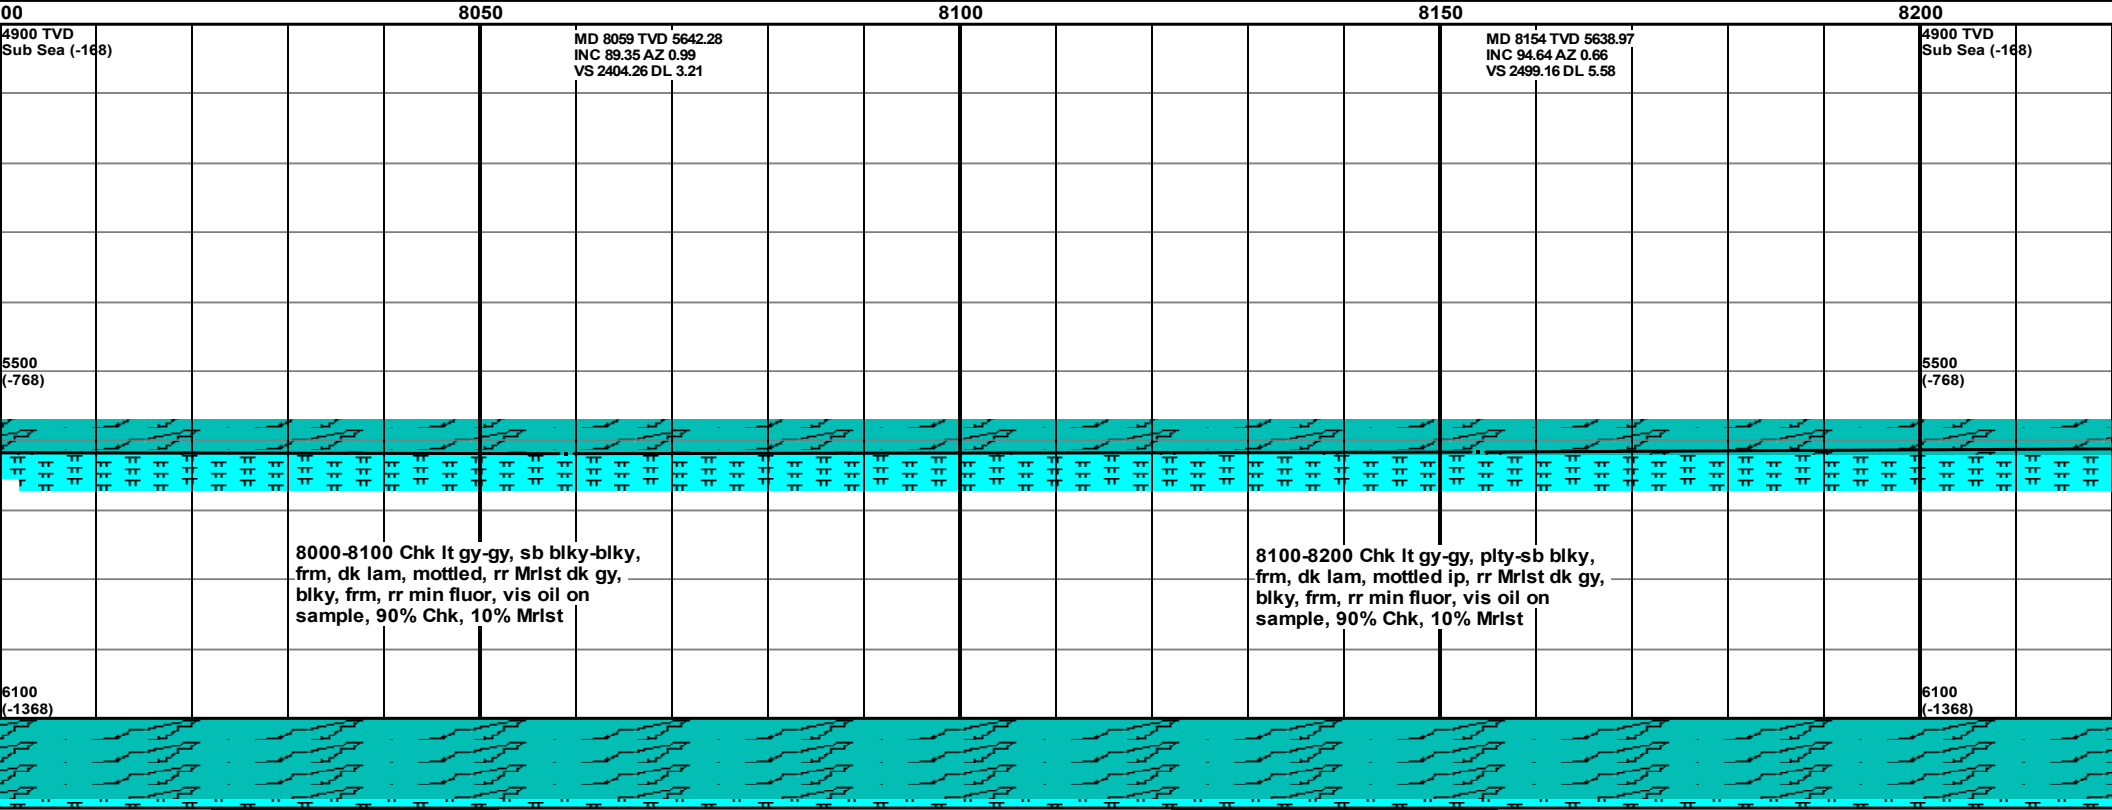 00 8050 8100 8150 8200
4900 TVD
Sub Sea (-168)
MD 8059 TVD 5642.28
INC 89.35 AZ 0.99
VS 2404.26 DL 3.21
MD 8154 TVD 5638.97
INC 94.64 AZ 0.66
VS 2499.16 DL 5.58
4900 TVD
Sub Sea (-168)
5500
(-768)
5500
(-768)
8000-8100 Chk lt gy-gy, sb blky-blky,
frm, dk lam, mottled, rr Mrlst dk gy,
blky, frm, rr min fluor, vis oil on
sample, 90% Chk, 10% Mrlst
8100-8200 Chk lt gy-gy, plty-sb blky,
frm, dk lam, mottled ip, rr Mrlst dk gy,
blky, frm, rr min fluor, vis oil on
sample, 90% Chk, 10% Mrlst
6100
(-1368)
6100
(-1368)